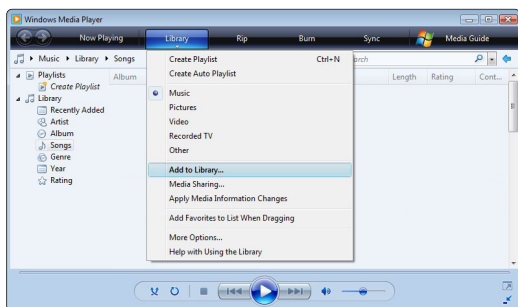 Windows Media Player
Now Playing Library Rip Burn Sync Media Guide
Music Library Songs
Playlists
Create Playlist
Library
Recently Added
Artist
Album
Songs
Genre
Year
Rating
Album
Create Playlist Ctrl+N
Create Auto Playlist
Music
Pictures
Video
Recorded TV
Other
Add to Library...
Media Sharing...
Apply Media Information Changes
Add Favorites to List When Dragging
More Options...
Help with Using the Library
Length Rating Cont...